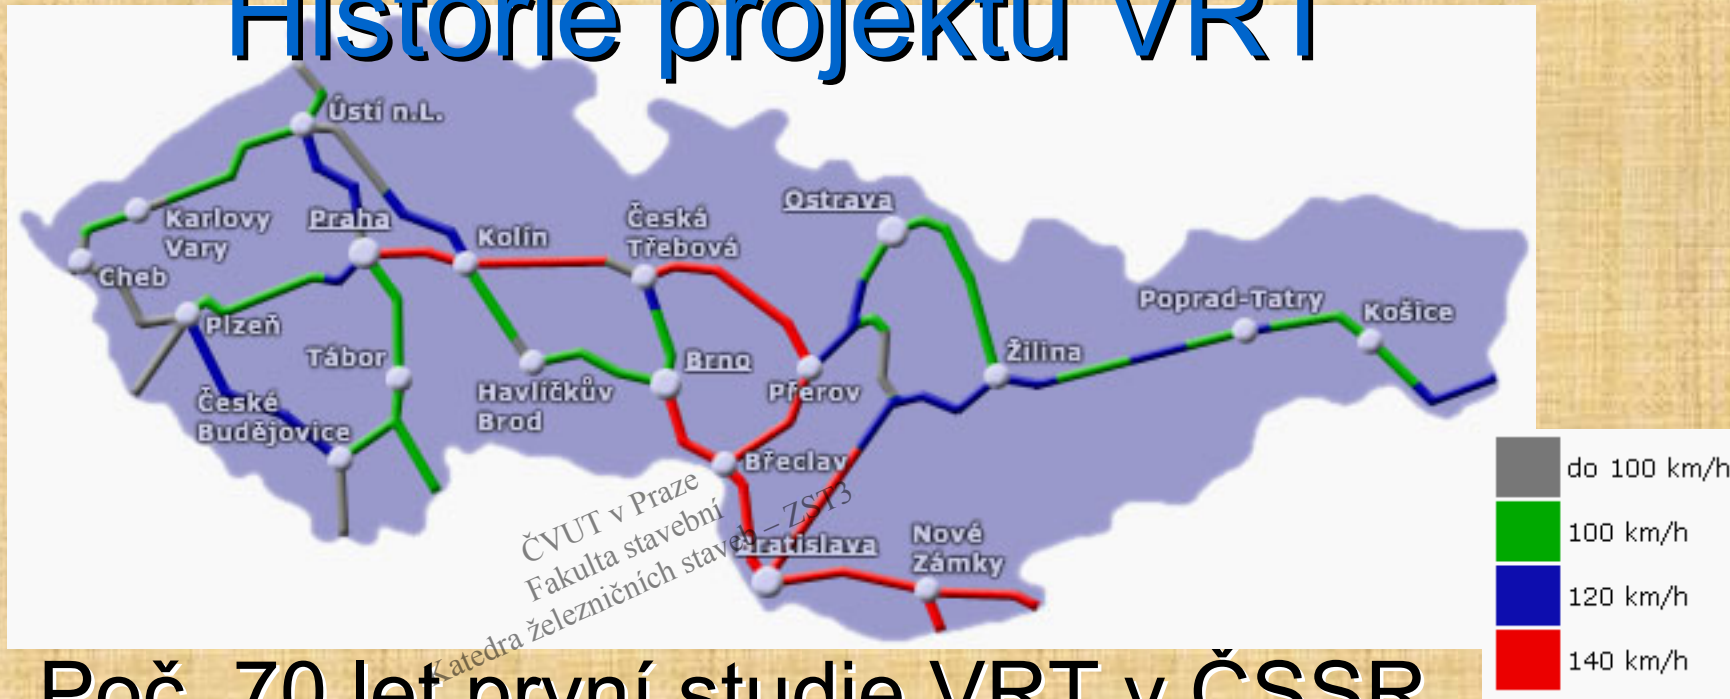 Historie projektu VRT
Ústí n.L.
Karlovy
Vary
Praha
Kolín
Česká
Třebová
Ostrava
Cheb
Plzeň
Tábor
České
Budějovice
Havlíčkův
Brod
Brno
Přerov
Žilina
Poprad-Tatry
Košice
Břeclav
Bratislava
Nové
Zámky
ČVUT v Praze
Fakulta stavební
Katedra železničních staveb – ZST3
do 100 km/h
100 km/h
120 km/h
140 km/h
Poč. 70.let první studie VRT v ČSSR